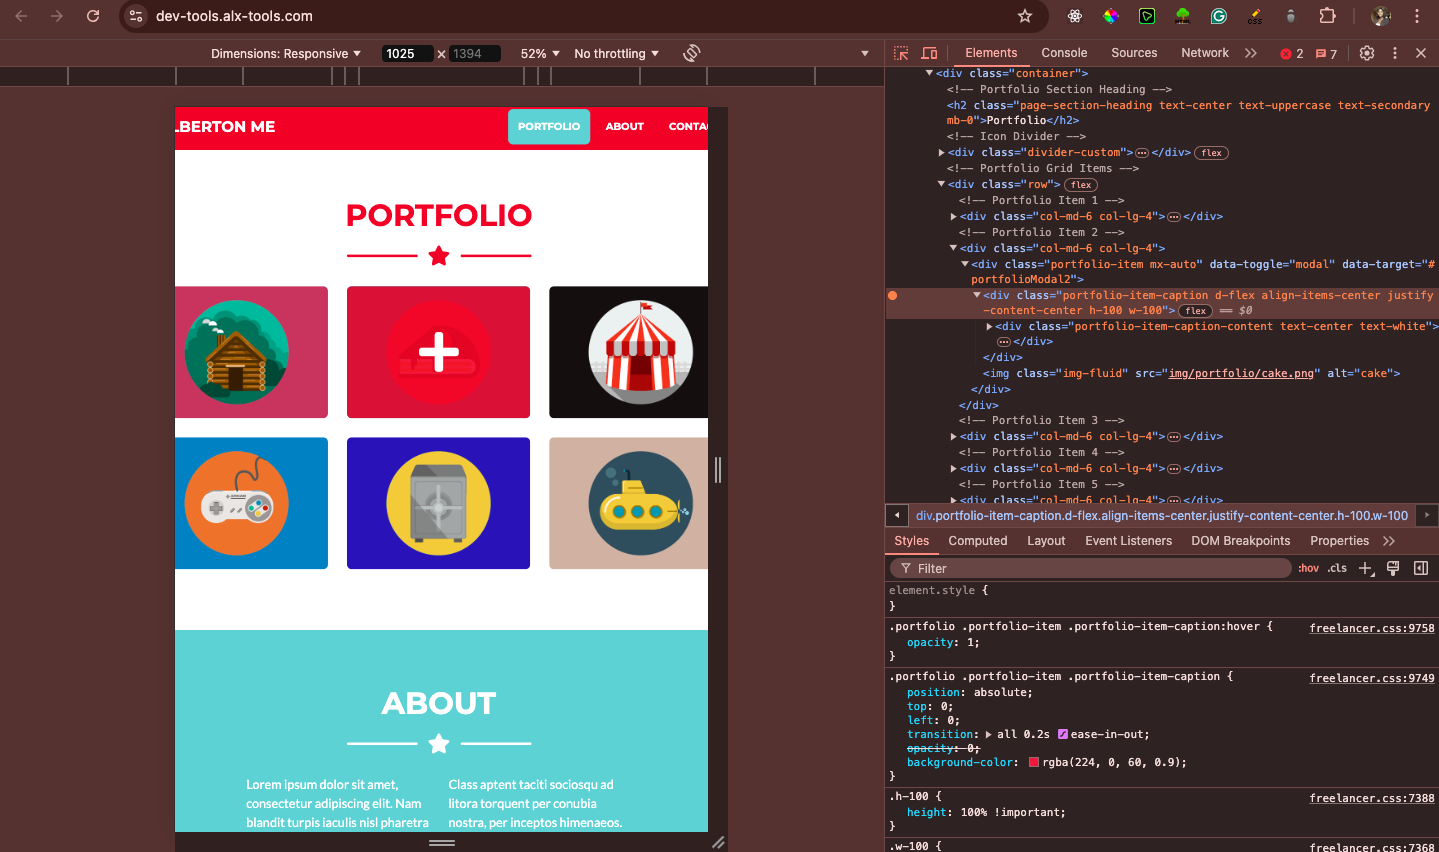 dev-tools.alx-tools.com
Dimensions: Responsive 1025 × 1394 52% No throttling
LBERTON ME PORTFOLIO ABOUT CONTA
PORTFOLIO
ABOUT
Lorem ipsum dolor sit amet,
consectetur adipiscing elit. Nam
blandit turpis iaculis nisl pharetra
Class aptent taciti sociosqu ad
litora torquent per conubia
nostra, per inceptos himenaeos.
Elements Console Sources Network 2 7
<div class="container">
<!-- Portfolio Section Heading -->
<h2 class="page-section-heading text-center text-uppercase text-secondary
mb-0">Portfolio</h2>
<!-- Icon Divider -->
<div class="divider-custom">…</div> flex
<!-- Portfolio Grid Items -->
<div class="row"> flex
<!-- Portfolio Item 1 -->
<div class="col-md-6 col-lg-4">…</div>
<!-- Portfolio Item 2 -->
<div class="col-md-6 col-lg-4">
<div class="portfolio-item mx-auto" data-toggle="modal" data-target="#
portfolioModal2">
<div class="portfolio-item-caption d-flex align-items-center justify
-content-center h-100 w-100"> flex == $0
<div class="portfolio-item-caption-content text-center text-white">
…</div>
</div>
<img class="img-fluid" src="img/portfolio/cake.png" alt="cake">
</div>
</div>
<!-- Portfolio Item 3 -->
<div class="col-md-6 col-lg-4">…</div>
<!-- Portfolio Item 4 -->
<div class="col-md-6 col-lg-4">…</div>
<!-- Portfolio Item 5 -->
<div class="col-md-6 col-lg-4">…</div>
div.portfolio-item-caption.d-flex.align-items-center.justify-content-center.h-100.w-100
Styles Computed Layout Event Listeners DOM Breakpoints Properties
Filter :hov .cls
element.style {
}
.portfolio .portfolio-item .portfolio-item-caption:hover { freelancer.css:9758
opacity: 1;
}
.portfolio .portfolio-item .portfolio-item-caption { freelancer.css:9749
position: absolute;
top: 0;
left: 0;
transition: all 0.2s ease-in-out;
opacity: 0;
background-color: rgba(224, 0, 60, 0.9);
}
.h-100 { freelancer.css:7388
height: 100% !important;
}
.w-100 { freelancer.css:7368